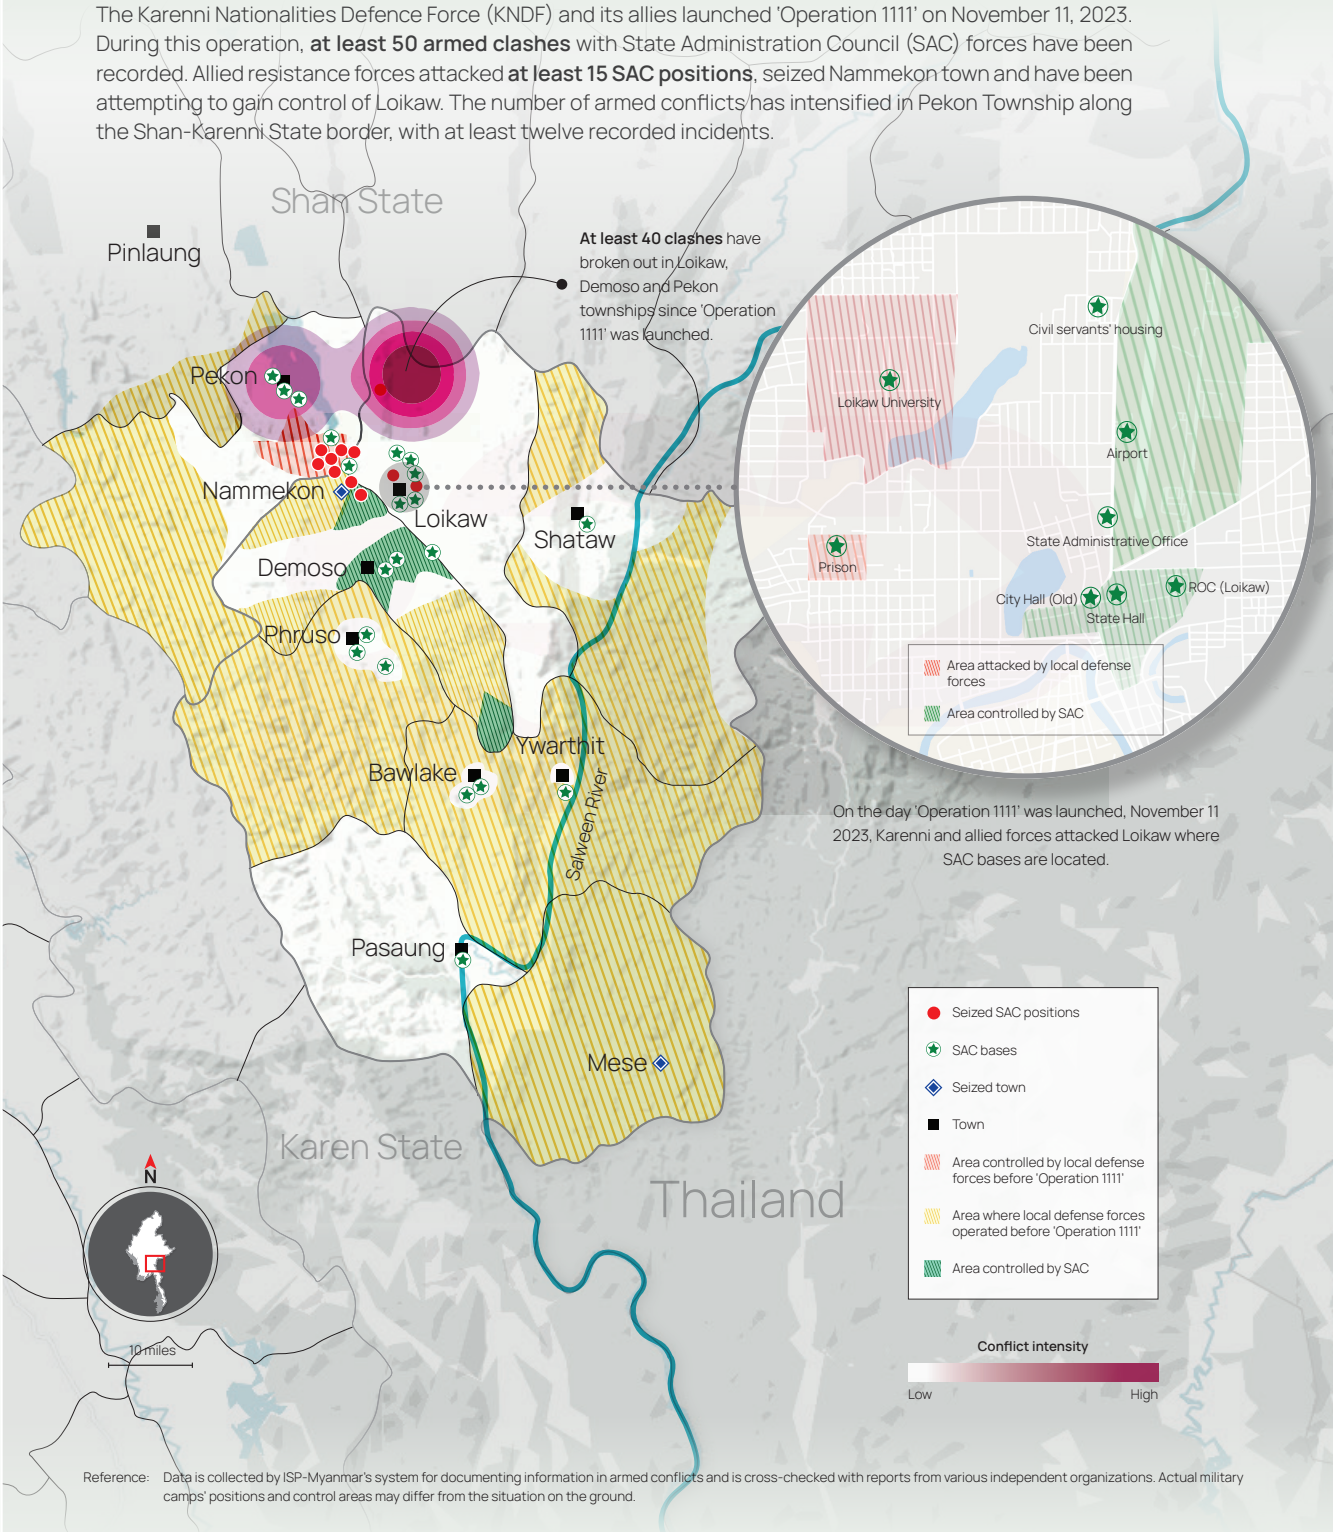 The Karenni Nationalities Defence Force (KNDF) and its allies launched ‘Operation 1111’ on November 11, 2023.
During this operation, at least 50 armed clashes with State Administration Council (SAC) forces have been
recorded. Allied resistance forces attacked at least 15 SAC positions, seized Nammekon town and have been
attempting to gain control of Loikaw. The number of armed conflicts has intensified in Pekon Township along
the Shan-Karenni State border, with at least twelve recorded incidents.
Shan State
Pinlaung
At least 40 clashes have
broken out in Loikaw,
Demoso and Pekon
townships since ‘Operation
1111’ was launched.
Pekon
Nammekon
Loikaw
Shataw
Demoso
Phruso
Ywarthit
Bawlake
Salween River
Pasaung
Mese
Karen State
Thailand
Civil servants' housing
Loikaw University
Airport
State Administrative Office
Prison
City Hall (Old)
ROC (Loikaw)
State Hall
Area attacked by local defense
forces
Area controlled by SAC
On the day ‘Operation 1111’ was launched, November 11
2023, Karenni and allied forces attacked Loikaw where
SAC bases are located.
Seized SAC positions
SAC bases
Seized town
Town
Area controlled by local defense
forces before 'Operation 1111'
Area where local defense forces
operated before 'Operation 1111'
Area controlled by SAC
N
10 miles
Conflict intensity
Low
High
Reference: Data is collected by ISP-Myanmar's system for documenting information in armed conflicts and is cross-checked with reports from various independent organizations. Actual military
camps' positions and control areas may differ from the situation on the ground.